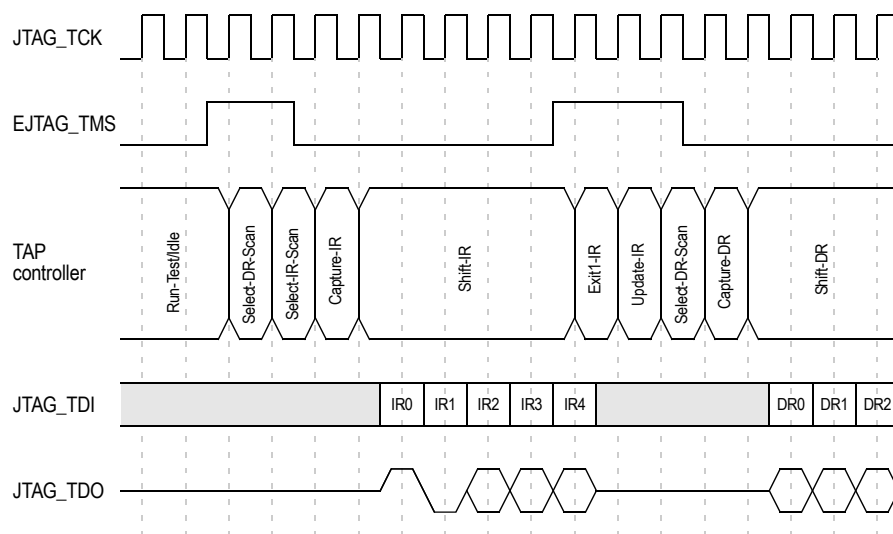 JTAG_TCK
EJTAG_TMS
TAP
controller
Run-Test/Idle
Select-DR-Scan
Select-IR-Scan
Capture-IR
Shift-IR
Exit1-IR
Update-IR
Select-DR-Scan
Capture-DR
Shift-DR
JTAG_TDI
IR0
IR1
IR2
IR3
IR4
DR0
DR1
DR2
JTAG_TDO